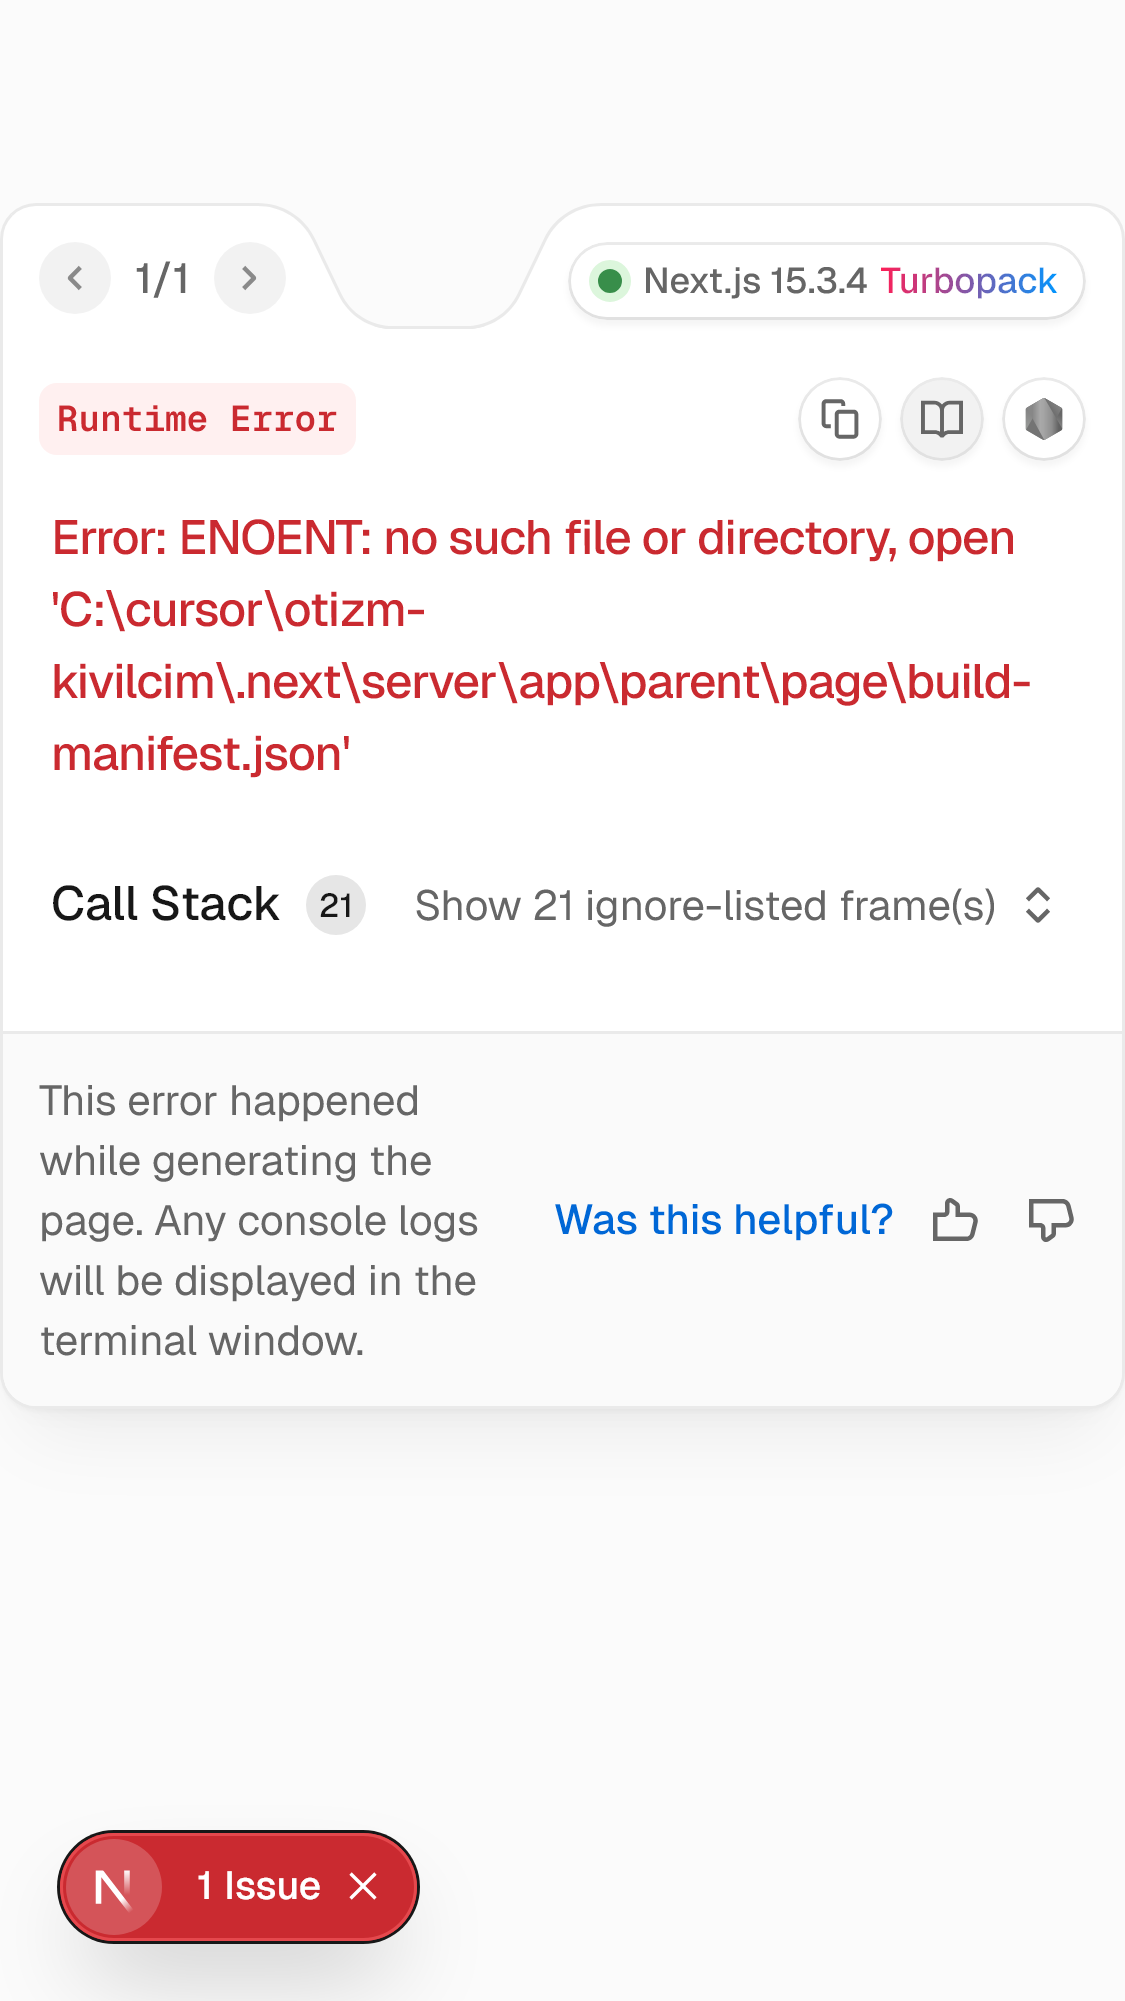 1/1
Next.js 15.3.4 Turbopack
Runtime Error
Error: ENOENT: no such file or directory, open
'C:\cursor\otizm-
kivilcim\.next\server\app\parent\page\build-
manifest.json'
Call Stack 21 Show 21 ignore-listed frame(s)
This error happened
while generating the
page. Any console logs
will be displayed in the
terminal window.
Was this helpful?
N 1 Issue